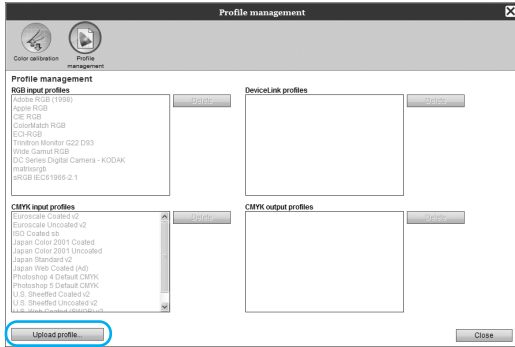 Profile management
Color calibration
Profile
management
Profile management
RGB input profiles
Adobe RGB (1998)
Apple RGB
CIE RGB
ColorMatch RGB
ECI-RGB
Trinitron Monitor G22 D93
Wide Gamut RGB
DC Series Digital Camera - KODAK
matrixsrgb
sRGB IEC61966-2.1
Delete...
DeviceLink profiles
Delete...
CMYK input profiles
Euroscale Coated v2
Euroscale Uncoated v2
ISO Coated sb
Japan Color 2001 Coated
Japan Color 2001 Uncoated
Japan Standard v2
Japan Web Coated (Ad)
Photoshop 4 Default CMYK
Photoshop 5 Default CMYK
U.S. Sheetfed Coated v2
U.S. Sheetfed Uncoated v2
U.S. Web Coated (SWOP) v2
Delete...
CMYK output profiles
Delete...
Upload profile...
Close